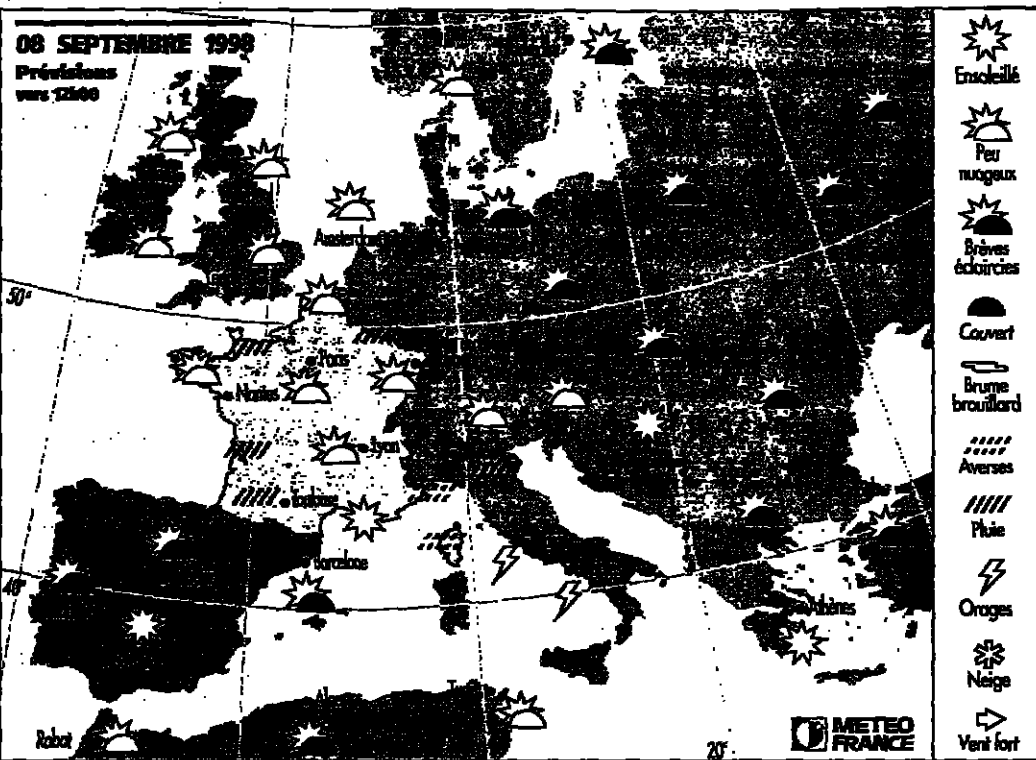 08 SEPTEMBRE 1998
Prévisions
vers 12h00
Amsterdam
50°
Paris
Nantes
Lyon
Toulouse
Barcelone
40°
Athènes
Alger
Rabat
20°
METEO
FRANCE
Ensoleillé
Peu
nuageux
Brèves
éclaircies
Couvert
Brume
brouillard
Averses
Pluie
Orages
Neige
Vent fort